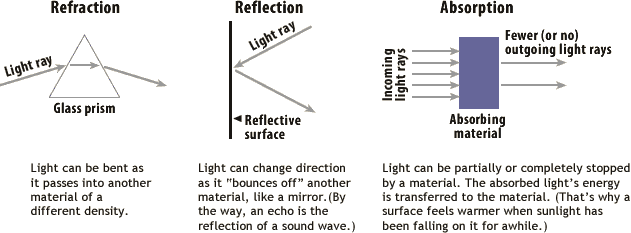 Refraction
Light ray
Glass prism
Light can be bent as
it passes into another
material of a
different density.
Reflection
Light ray
Reflective
surface
Light can change direction
as it “bounces off” another
material, like a mirror.(By
the way, an echo is the
reflection of a sound wave.)
Absorption
Incoming
light rays
Fewer (or no)
outgoing light rays
Absorbing
material
Light can be partially or completely stopped
by a material. The absorbed light’s energy
is transferred to the material. (That’s why a
surface feels warmer when sunlight has
been falling on it for awhile.)